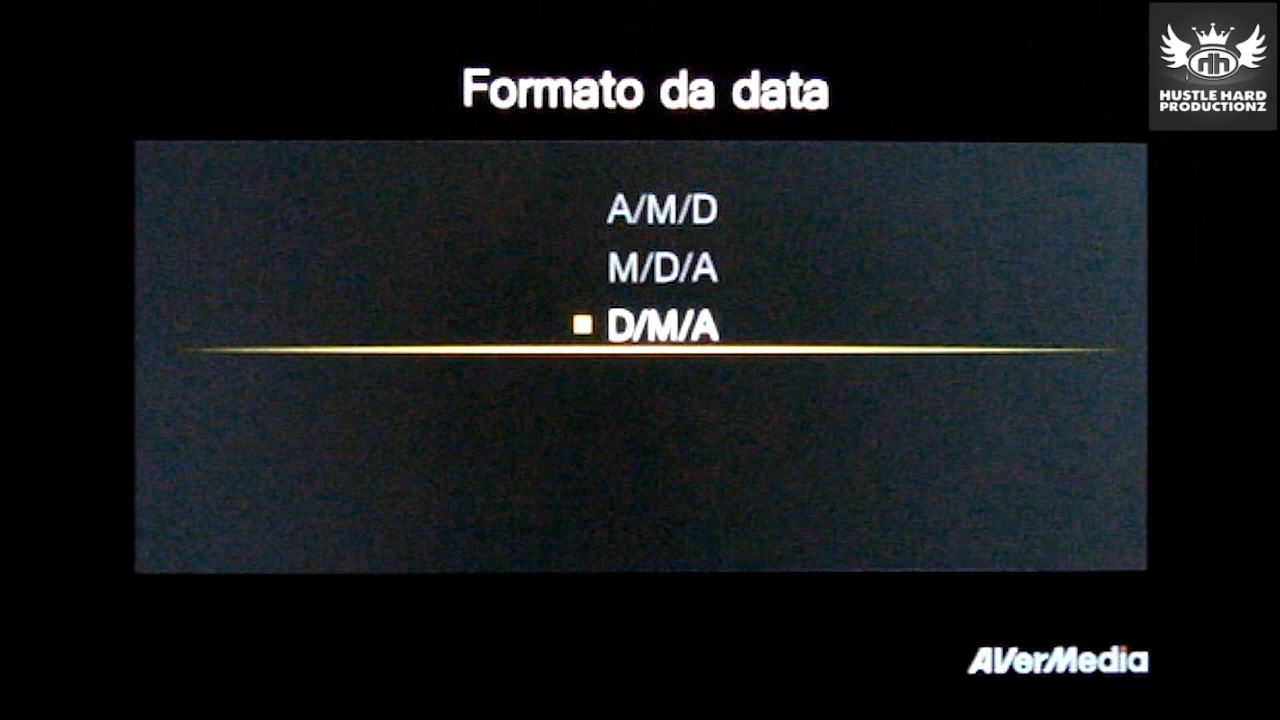 Formato da data
HUSTLE HARD
PRODUCTIONZ
A/M/D
M/D/A
D/M/A
AVerMedia